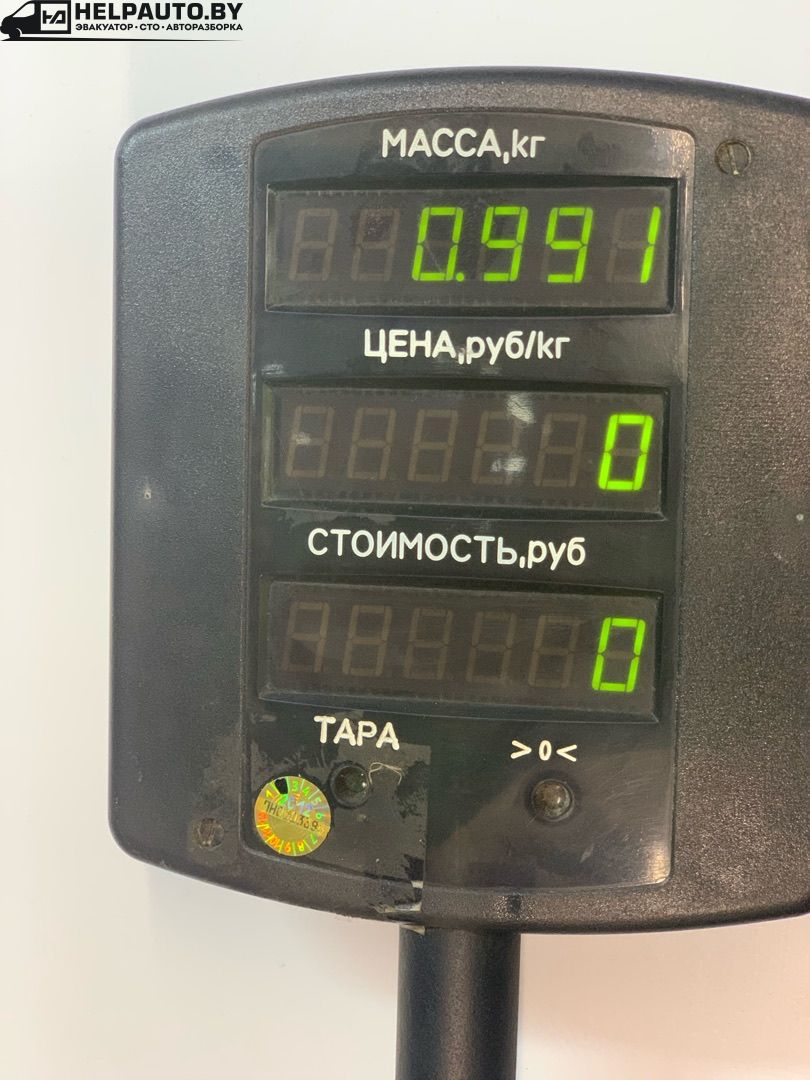 HELPAUTO.BY
ЭВАКУАТОР • СТО • АВТОРАЗБОРКА
МАССА,кг
0.991
ЦЕНА,руб/кг
0
СТОИМОСТЬ,руб
0
ТАРА
>0<